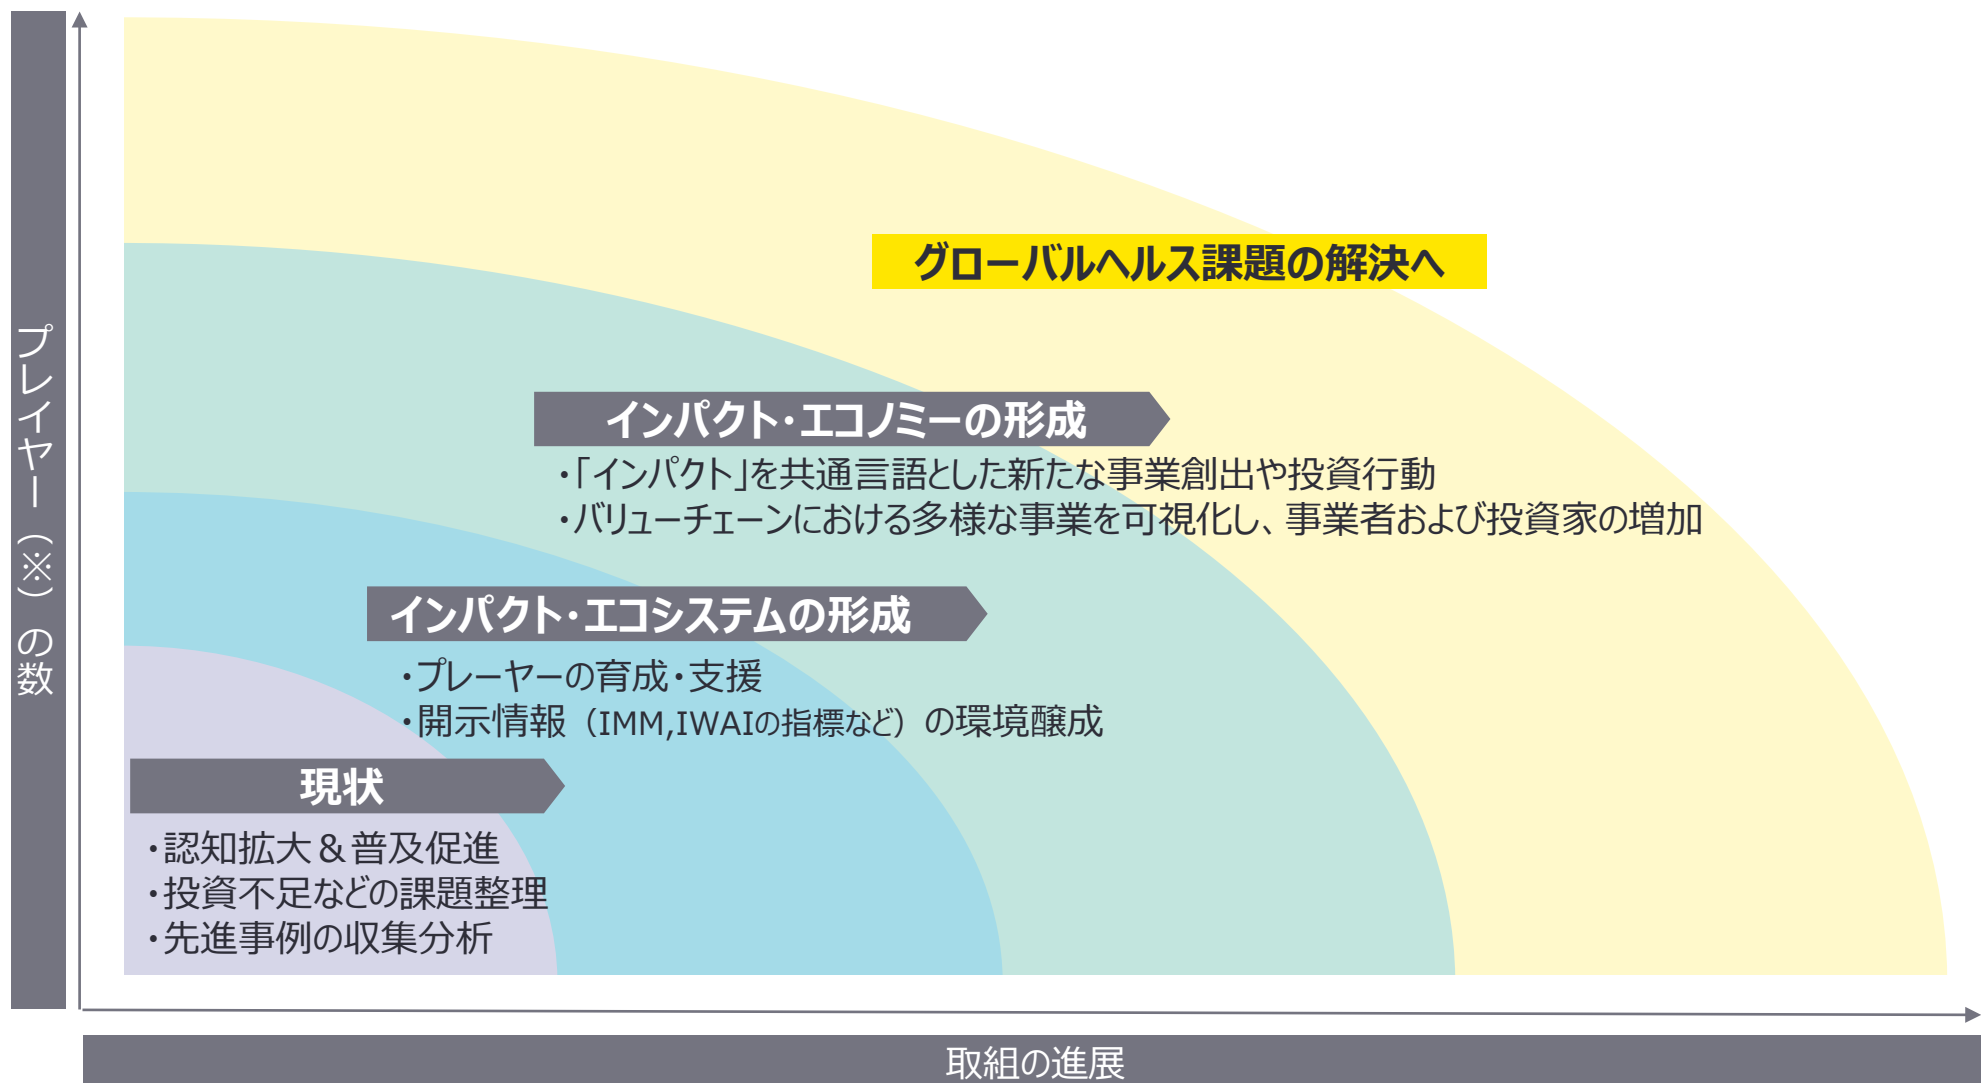 プレイヤー（※）の数
グローバルヘルス課題の解決へ
インパクト・エコノミーの形成
・「インパクト」を共通言語とした新たな事業創出や投資行動
・バリューチェーンにおける多様な事業を可視化し、事業者および投資家の増加
インパクト・エコシステムの形成
・プレーヤーの育成・支援
・開示情報（IMM,IWAIの指標など）の環境醸成
現状
・認知拡大＆普及促進
・投資不足などの課題整理
・先進事例の収集分析
取組の進展